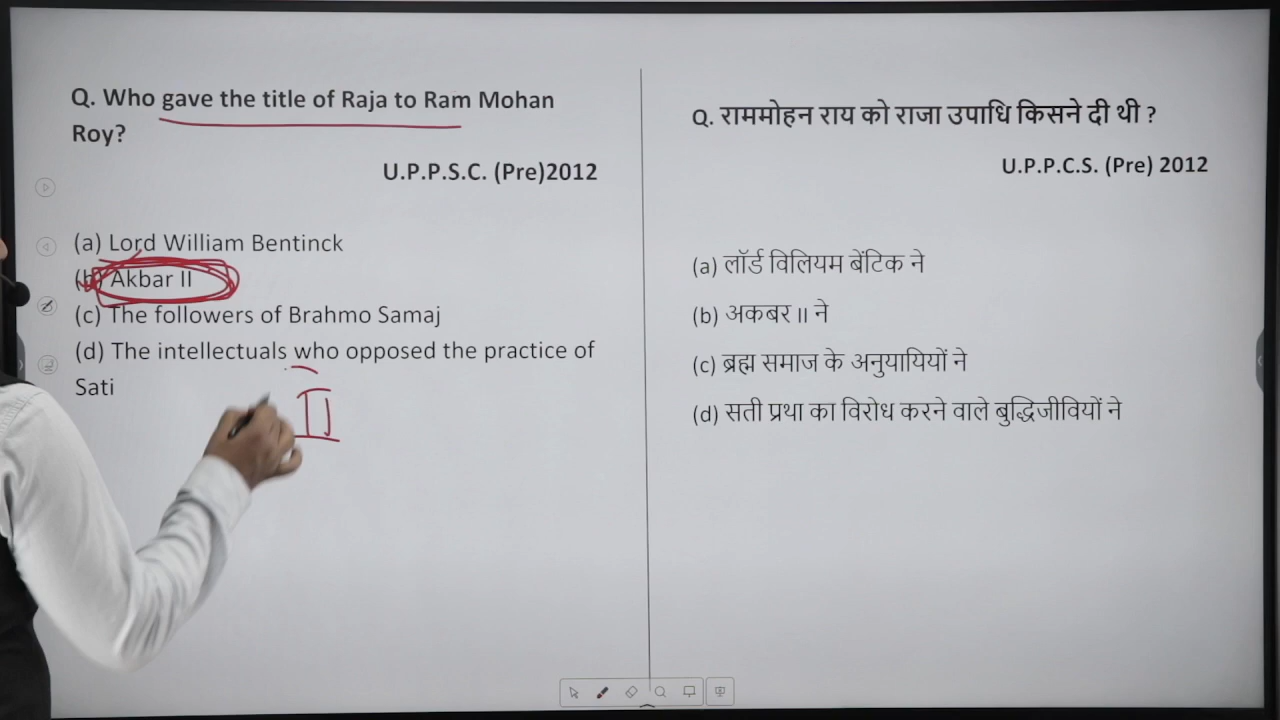 Q. Who gave the title of Raja to Ram Mohan
Roy?
U.P.P.S.C. (Pre)2012
(a) Lord William Bentinck
(b) Akbar II
(c) The followers of Brahmo Samaj
(d) The intellectuals who opposed the practice of
Sati
II
Q. राममोहन राय को राजा उपाधि किसने दी थी ?
U.P.P.C.S. (Pre) 2012
(a) लॉर्ड विलियम बेंटिक ने
(b) अकबर II ने
(c) ब्रह्म समाज के अनुयायियों ने
(d) सती प्रथा का विरोध करने वाले बुद्धिजीवियों ने